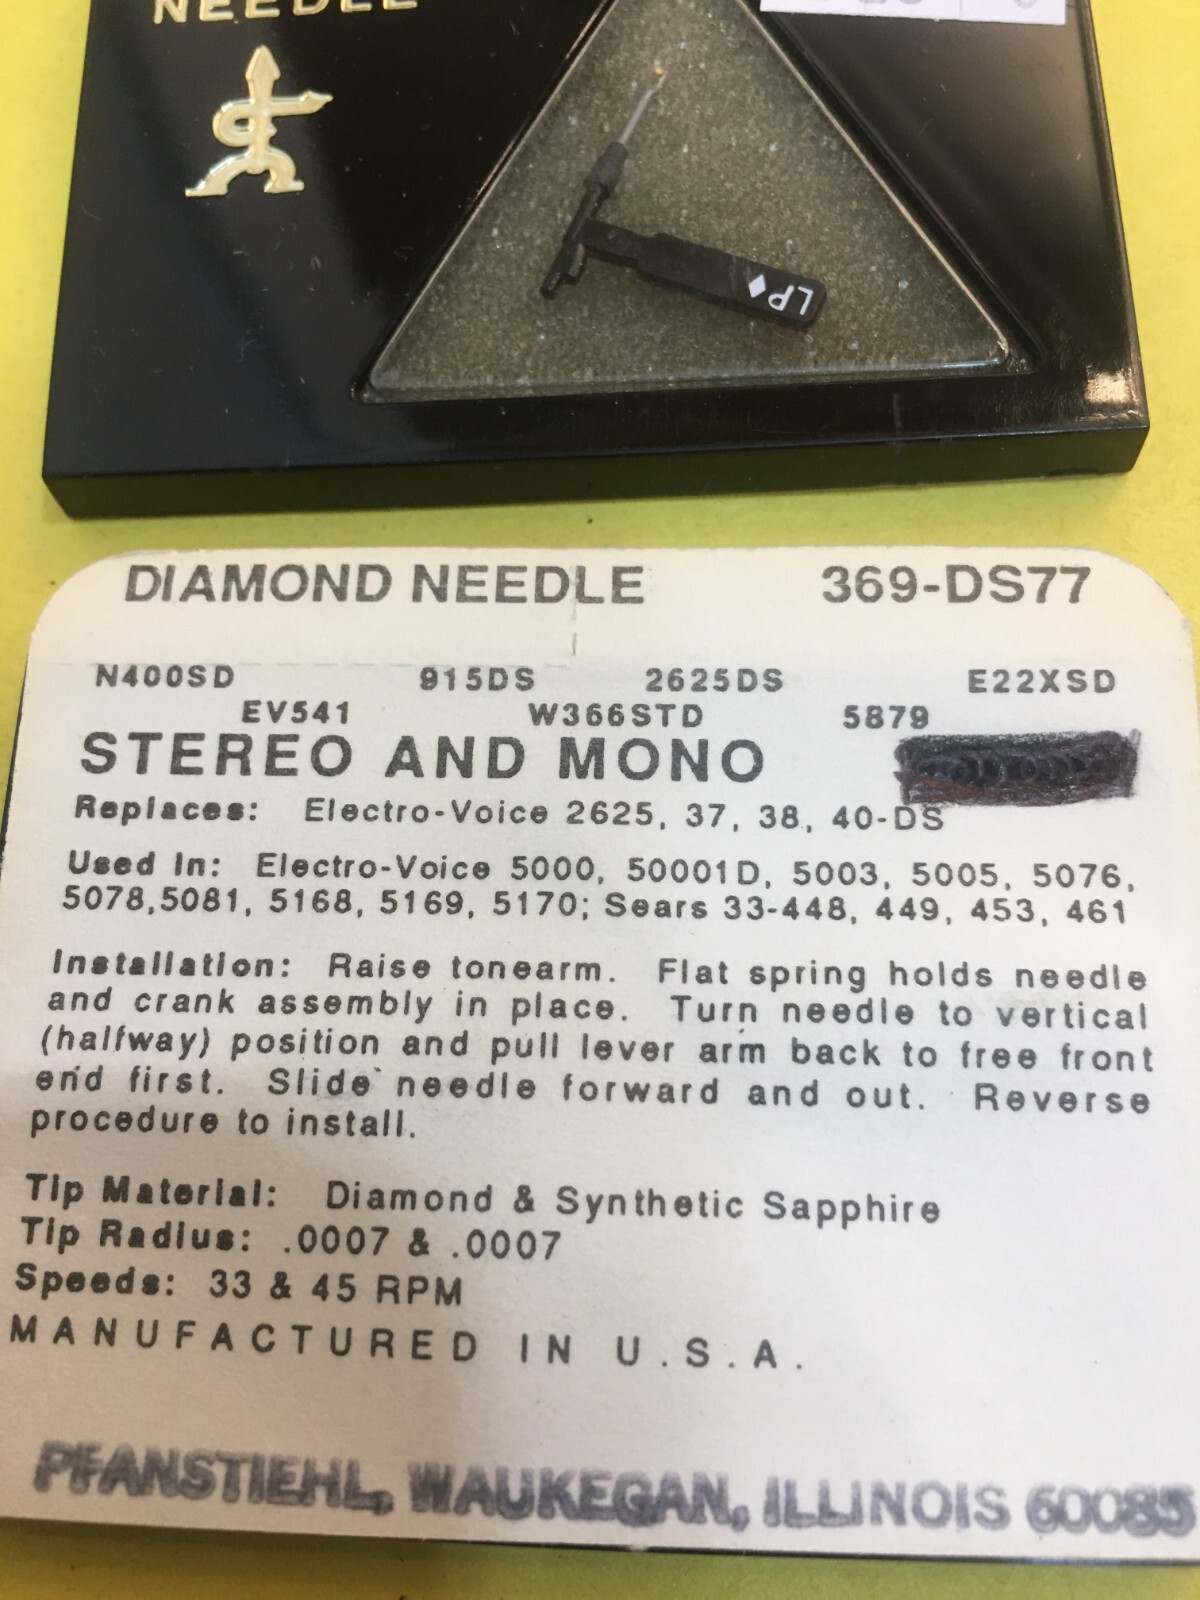 NEEDLE
LP
DIAMOND NEEDLE 369-DS77
N400SD 915DS 2625DS E22XSD
EV541 W366STD 5879
STEREO AND MONO
Replaces: Electro-Voice 2625, 37, 38, 40-DS
Used In: Electro-Voice 5000, 50001D, 5003, 5005, 5076,
5078,5081, 5168, 5169, 5170; Sears 33-448, 449, 453, 461
Installation: Raise tonearm. Flat spring holds needle
and crank assembly in place. Turn needle to vertical
(halfway) position and pull lever arm back to free front
end first. Slide needle forward and out. Reverse
procedure to install.
Tip Material: Diamond & Synthetic Sapphire
Tip Radius: .0007 & .0007
Speeds: 33 & 45 RPM
MANUFACTURED IN U.S.A.
PFANSTIEHL, WAUKEGAN, ILLINOIS 60085